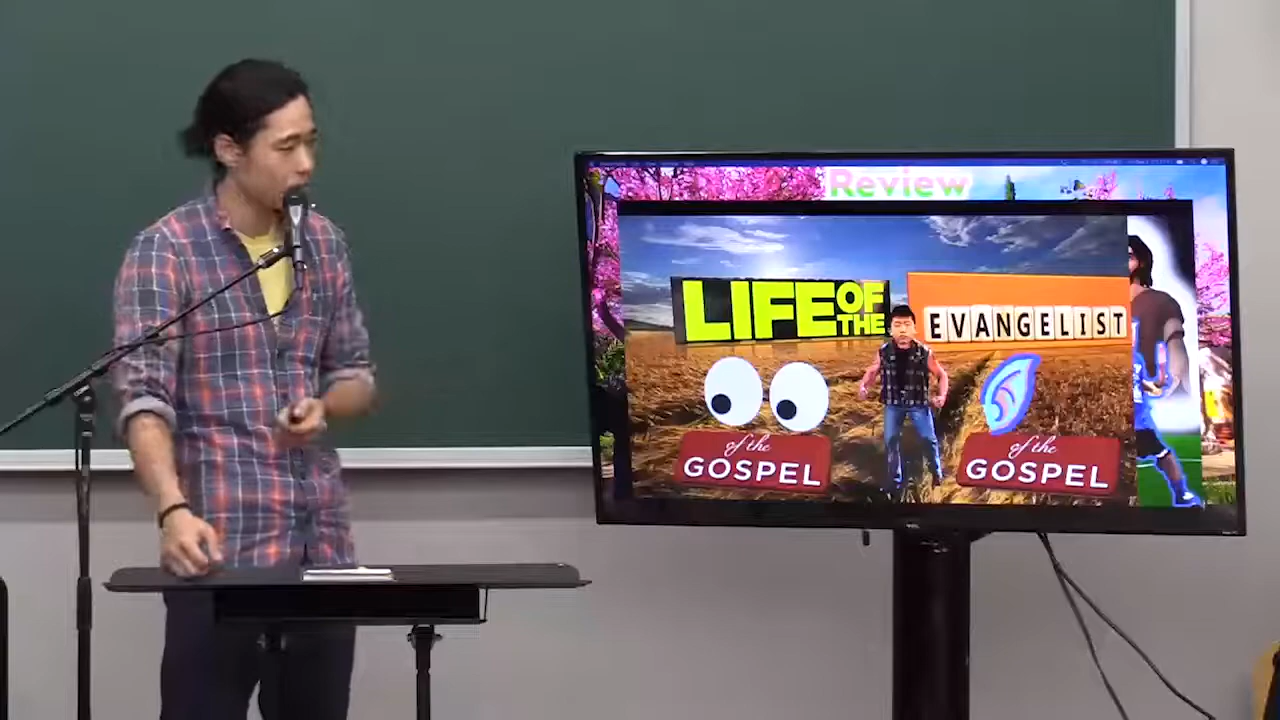 Review
LIFE OF THE
EVANGELIST
of the
GOSPEL
of the
GOSPEL